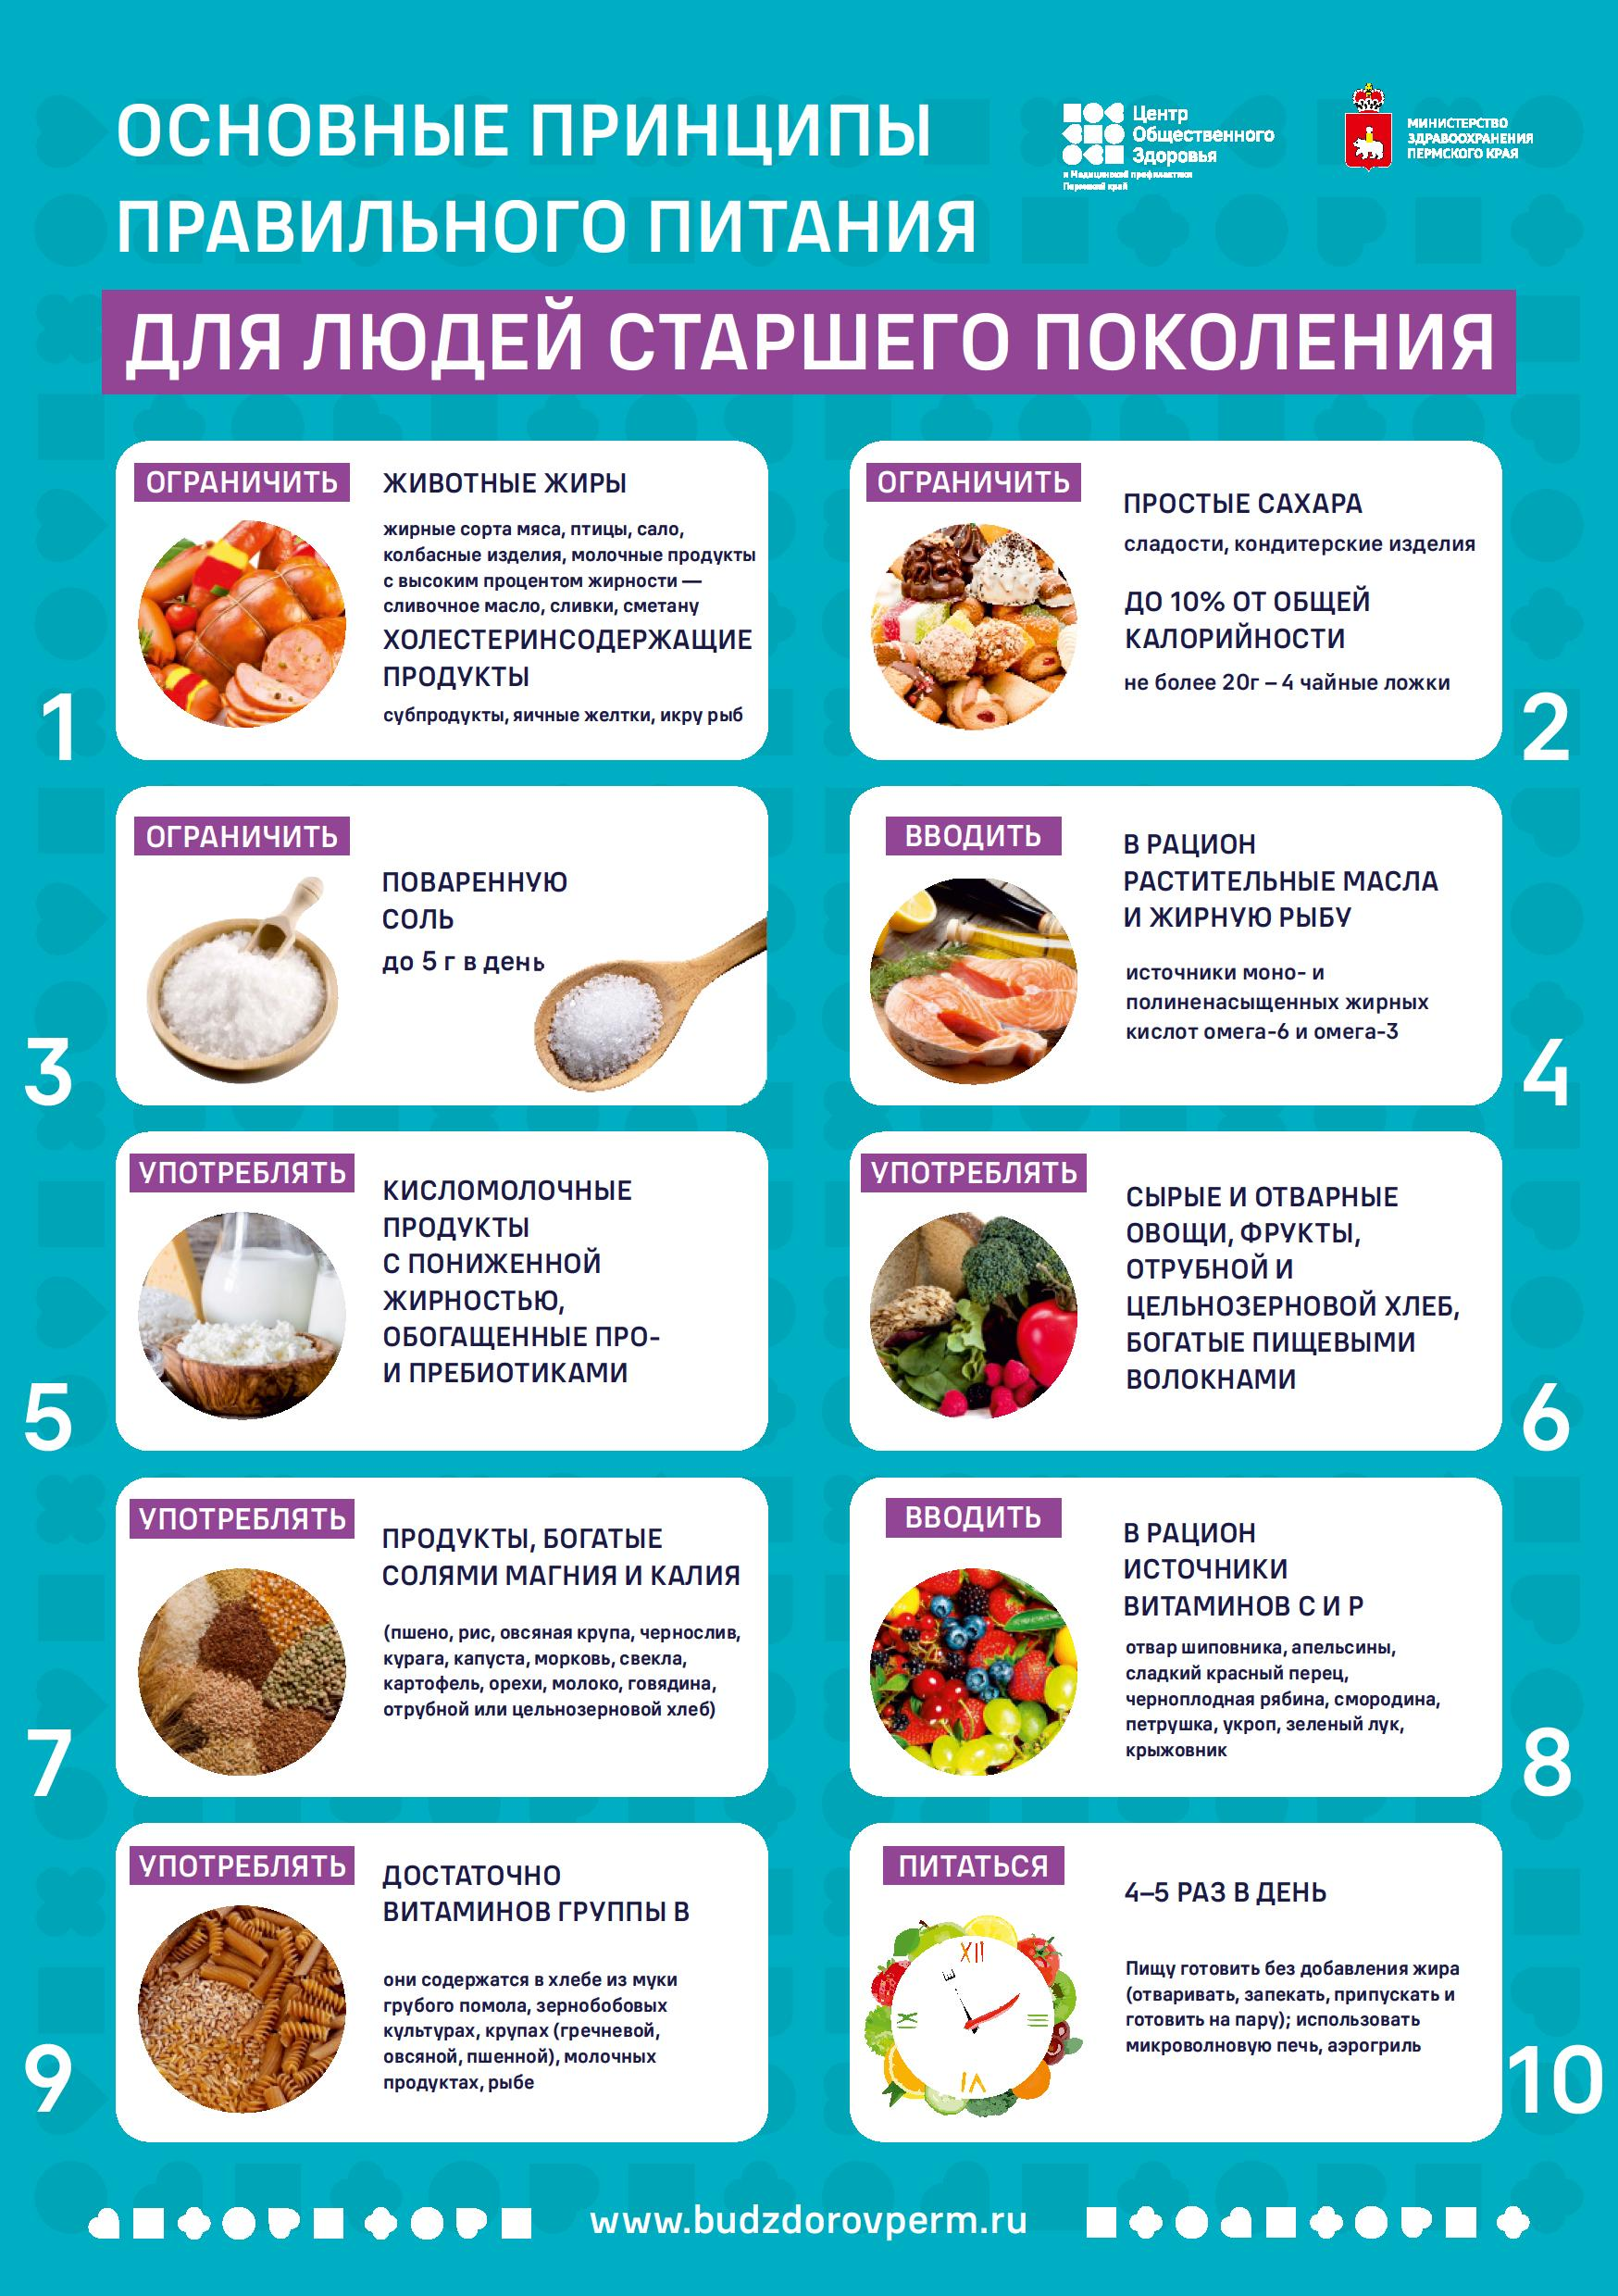 ОСНОВНЫЕ ПРИНЦИПЫ
ПРАВИЛЬНОГО ПИТАНИЯ
ДЛЯ ЛЮДЕЙ СТАРШЕГО ПОКОЛЕНИЯ
Центр
Общественного
Здоровья
и Медицинской профилактики
Пермский край
МИНИСТЕРСТВО
ЗДРАВООХРАНЕНИЯ
ПЕРМСКОГО КРАЯ
1
ОГРАНИЧИТЬ
ЖИВОТНЫЕ ЖИРЫ
жирные сорта мяса, птицы, сало,
колбасные изделия, молочные продукты
с высоким процентом жирности —
сливочное масло, сливки, сметану
ХОЛЕСТЕРИНСОДЕРЖАЩИЕ
ПРОДУКТЫ
субпродукты, яичные желтки, икру рыб
2
ОГРАНИЧИТЬ
ПРОСТЫЕ САХАРА
сладости, кондитерские изделия
ДО 10% ОТ ОБЩЕЙ
КАЛОРИЙНОСТИ
не более 20г – 4 чайные ложки
3
ОГРАНИЧИТЬ
ПОВАРЕННУЮ
СОЛЬ
до 5 г в день
4
ВВОДИТЬ
В РАЦИОН
РАСТИТЕЛЬНЫЕ МАСЛА
И ЖИРНУЮ РЫБУ
источники моно- и
полиненасыщенных жирных
кислот омега-6 и омега-3
5
УПОТРЕБЛЯТЬ
КИСЛОМОЛОЧНЫЕ
ПРОДУКТЫ
С ПОНИЖЕННОЙ
ЖИРНОСТЬЮ,
ОБОГАЩЕННЫЕ ПРО-
И ПРЕБИОТИКАМИ
6
УПОТРЕБЛЯТЬ
СЫРЫЕ И ОТВАРНЫЕ
ОВОЩИ, ФРУКТЫ,
ОТРУБНОЙ И
ЦЕЛЬНОЗЕРНОВОЙ ХЛЕБ,
БОГАТЫЕ ПИЩЕВЫМИ
ВОЛОКНАМИ
7
УПОТРЕБЛЯТЬ
ПРОДУКТЫ, БОГАТЫЕ
СОЛЯМИ МАГНИЯ И КАЛИЯ
(пшено, рис, овсяная крупа, чернослив,
курага, капуста, морковь, свекла,
картофель, орехи, молоко, говядина,
отрубной или цельнозерновой хлеб)
8
ВВОДИТЬ
В РАЦИОН
ИСТОЧНИКИ
ВИТАМИНОВ С И Р
отвар шиповника, апельсины,
сладкий красный перец,
черноплодная рябина, смородина,
петрушка, укроп, зеленый лук,
крыжовник
9
УПОТРЕБЛЯТЬ
ДОСТАТОЧНО
ВИТАМИНОВ ГРУППЫ В
они содержатся в хлебе из муки
грубого помола, зернобобовых
культурах, крупах (гречневой,
овсяной, пшенной), молочных
продуктах, рыбе
10
ПИТАТЬСЯ
4–5 РАЗ В ДЕНЬ
Пищу готовить без добавления жира
(отваривать, запекать, припускать и
готовить на пару); использовать
микроволновую печь, аэрогриль
XII
III
VI
IX
www.budzdorovperm.ru